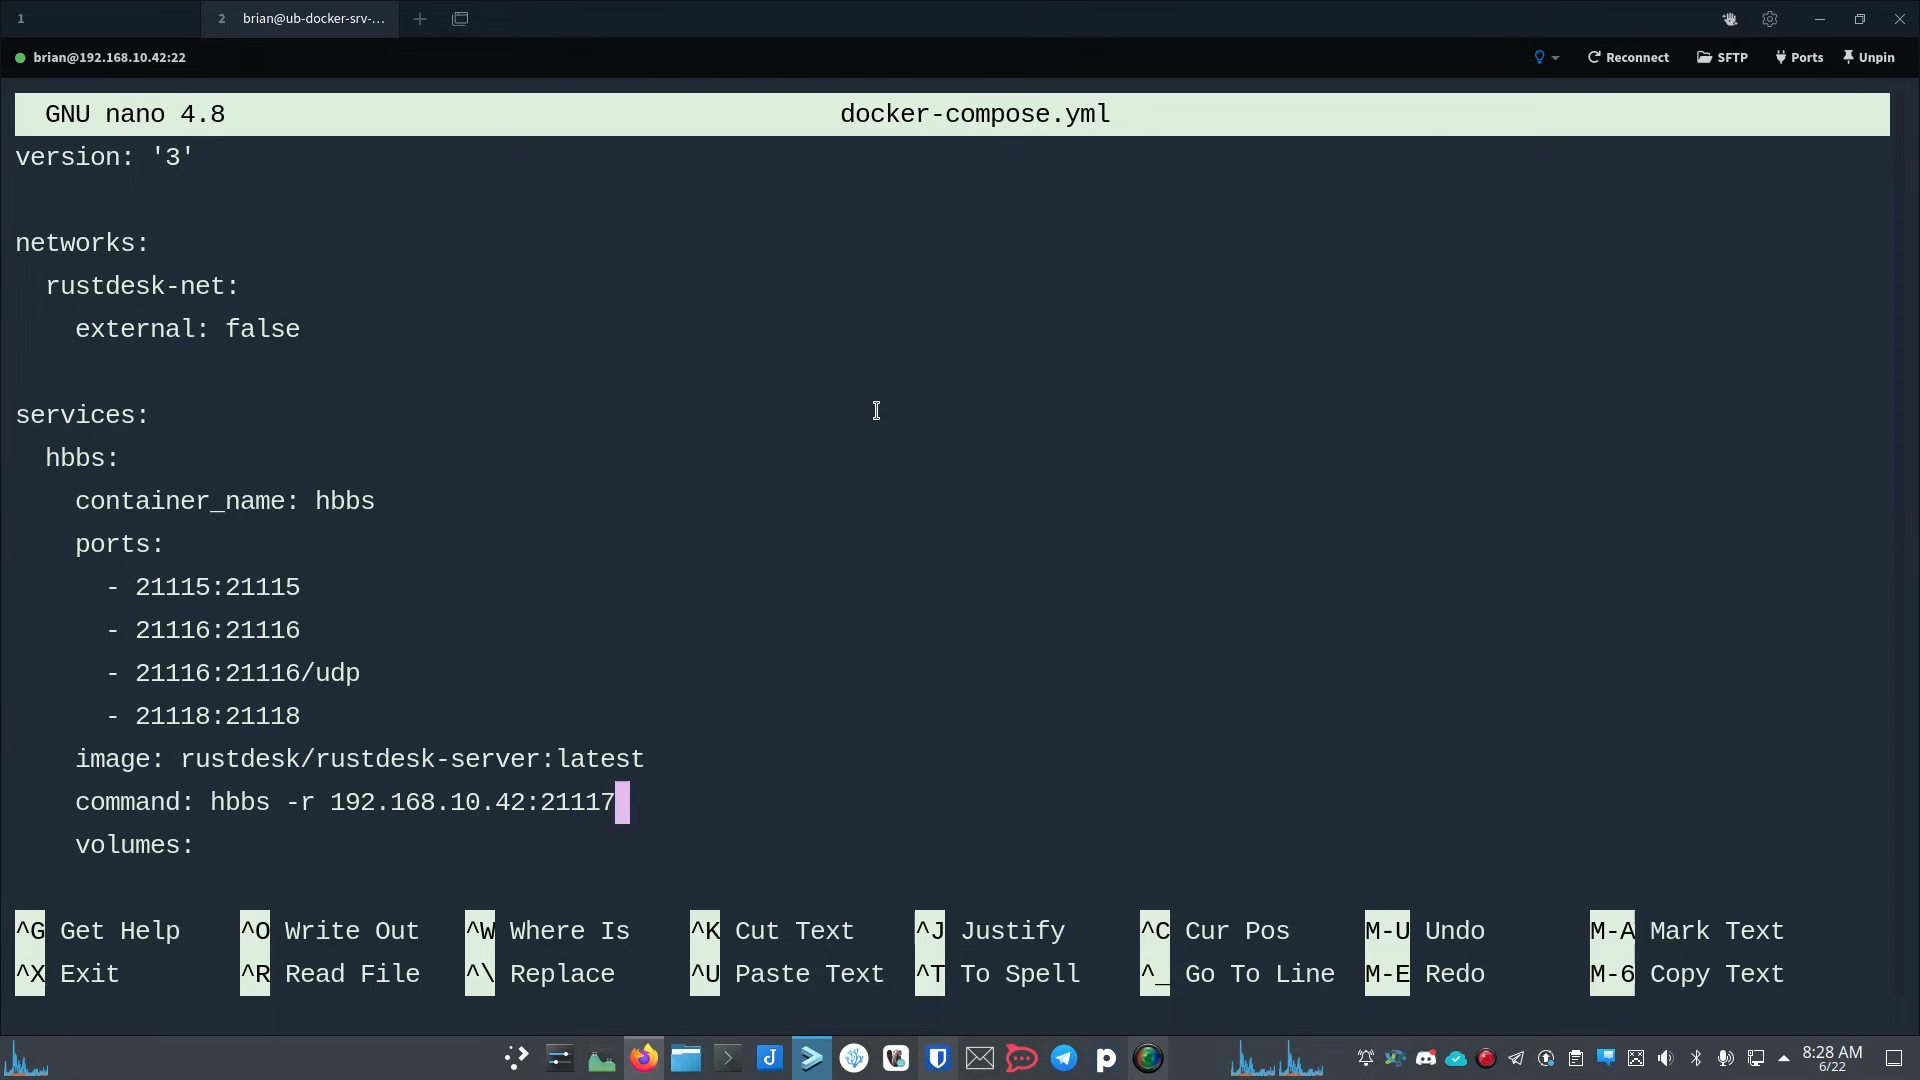 1
2 brian@ub-docker-srv-...
brian@192.168.10.42:22
Reconnect SFTP Ports Unpin
GNU nano 4.8 docker-compose.yml
version: '3'
networks:
rustdesk-net:
external: false
services:
hbbs:
container_name: hbbs
ports:
- 21115:21115
- 21116:21116
- 21116:21116/udp
- 21118:21118
image: rustdesk/rustdesk-server:latest
command: hbbs -r 192.168.10.42:21117
volumes:
^G Get Help ^O Write Out ^W Where Is ^K Cut Text ^J Justify ^C Cur Pos M-U Undo M-A Mark Text
^X Exit ^R Read File ^\ Replace ^U Paste Text ^T To Spell ^_ Go To Line M-E Redo M-6 Copy Text
8:28 AM
6/22